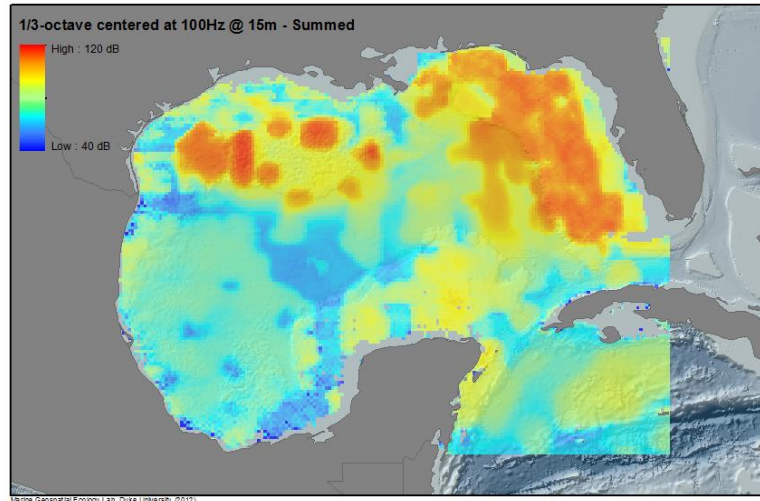 1/3-octave centered at 100Hz @ 15m - Summed
High : 120 dB
Low : 40 dB
Marine Geospatial Ecology Lab, Duke University (2012)